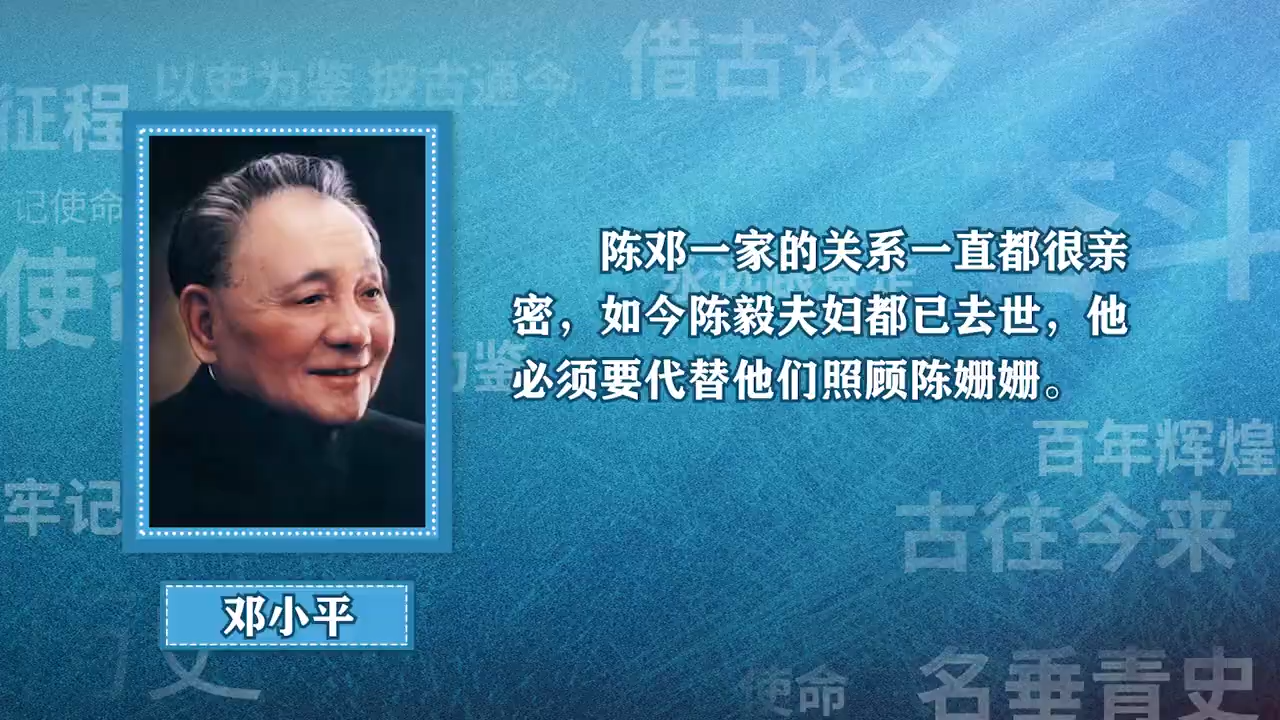 借古论今
以史为鉴 披古通今
征程
斗
记使命
陈邓一家的关系一直都很亲
密，如今陈毅夫妇都已去世，他
必须要代替他们照顾陈姗姗。
使
鉴
百年辉煌
牢记
古往今来
邓小平
使命
名垂青史